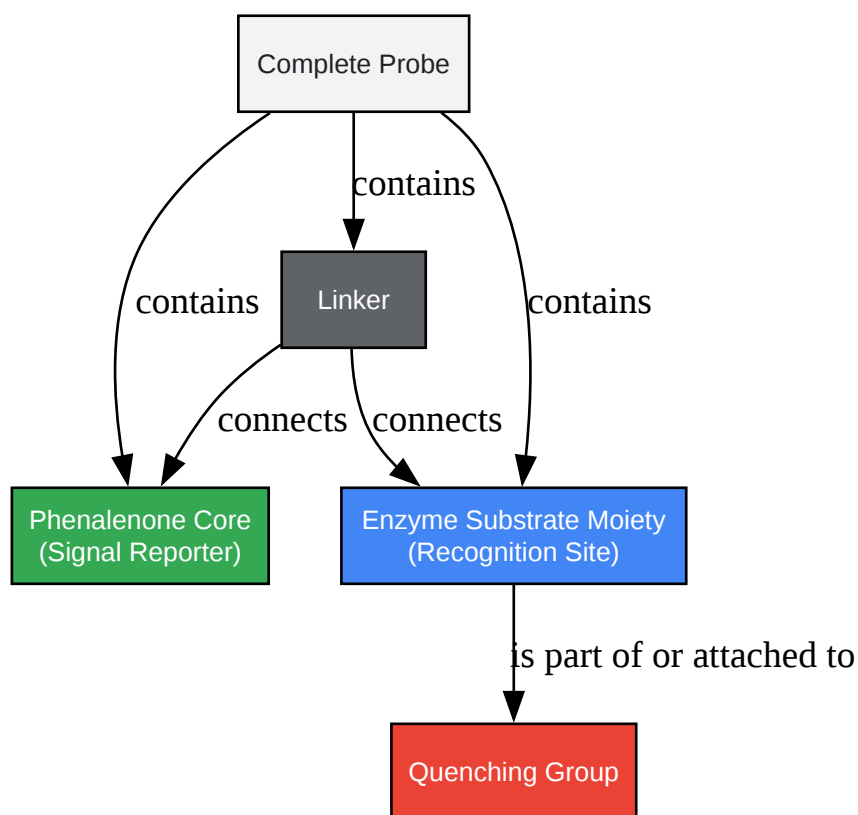 Complete Probe
contains
Linker
contains
contains
connects
connects
Phenalenone Core
(Signal Reporter)
Enzyme Substrate Moiety
(Recognition Site)
is part of or attached to
Quenching Group